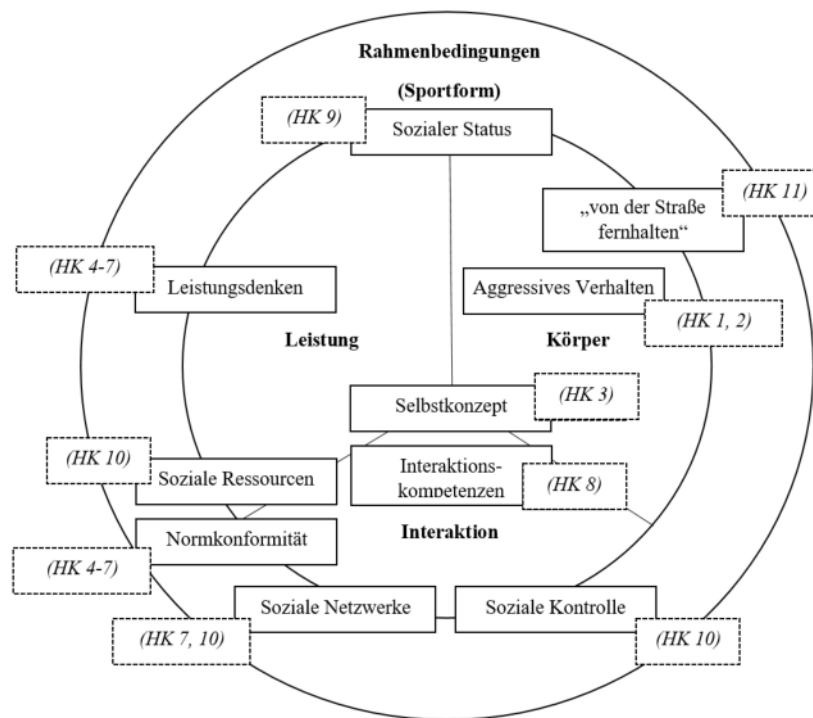 Rahmenbedingungen
(Sportform)
(HK 9)
Sozialer Status
(HK 11)
„von der Straße
fernhalten“
(HK 4-7)
Leistungsdenken
Aggressives Verhalten
(HK 1, 2)
Leistung
Körper
(HK 3)
Selbstkonzept
(HK 10)
Soziale Ressourcen
Interaktions-
kompetenzen
(HK 8)
Normkonformität
Interaktion
(HK 4-7)
Soziale Netzwerke
Soziale Kontrolle
(HK 7, 10)
(HK 10)